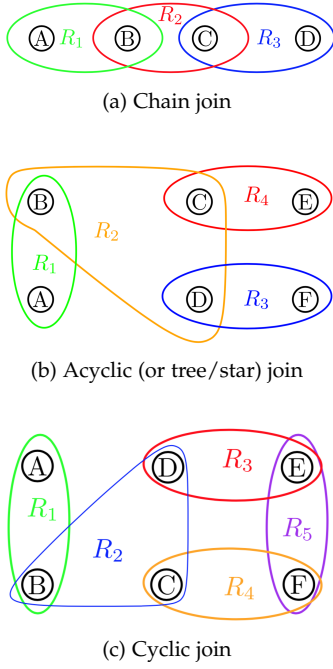 R2
A R1 B C R3 D
(a) Chain join
B C R4 E
R2
R1
A D R3 F
(b) Acyclic (or tree/star) join
A D R3 E
R1 R2 R5
B C R4 F
(c) Cyclic join